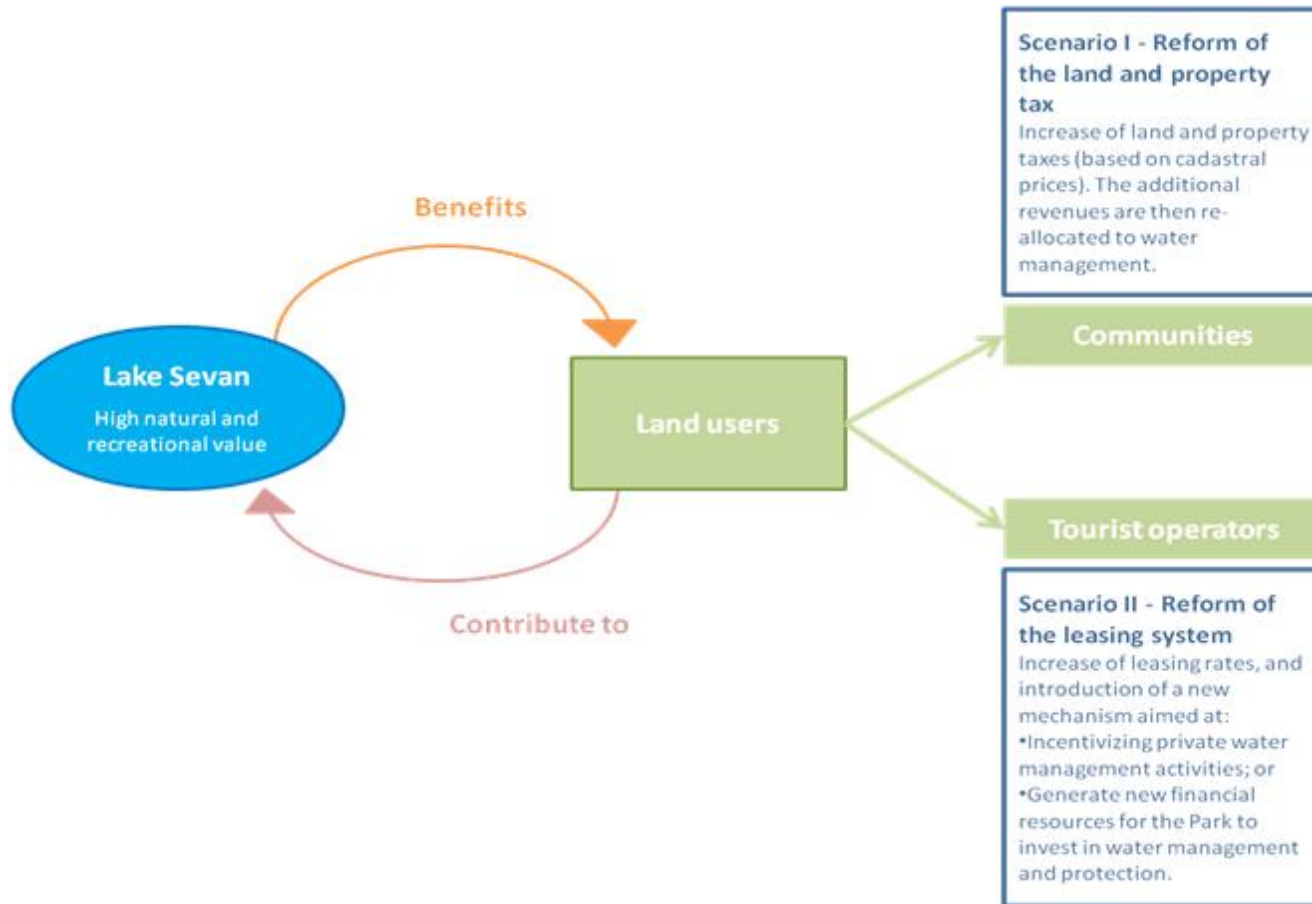 Scenario I - Reform of
the land and property
tax
Increase of land and property
taxes (based on cadastral
prices). The additional
revenues are then re-
allocated to water
management.
Benefits
Communities
Lake Sevan
High natural and
recreational value
Land users
Tourist operators
Contribute to
Scenario II - Reform of
the leasing system
Increase of leasing rates, and
introduction of a new
mechanism aimed at:
•Incentivizing private water
management activities; or
•Generate new financial
resources for the Park to
invest in water management
and protection.